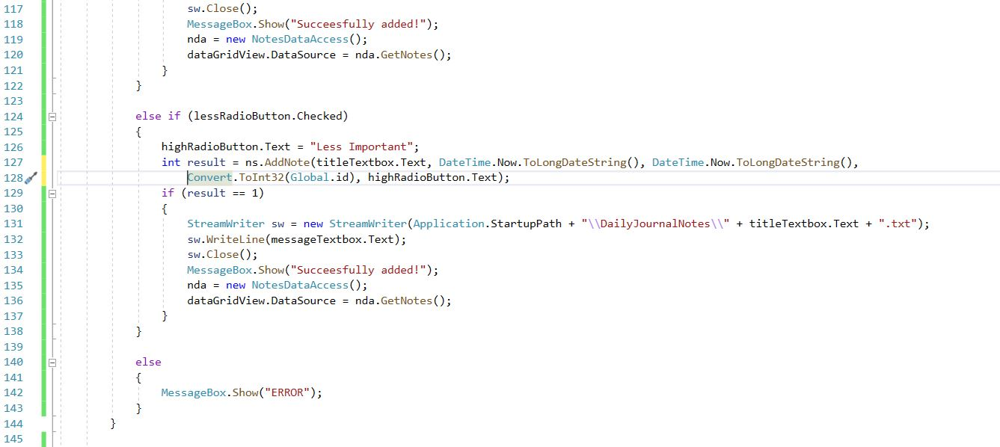 117 sw.Close();
118 MessageBox.Show("Succeesfully added!");
119 nda = new NotesDataAccess();
120 dataGridView.DataSource = nda.GetNotes();
121 }
122 }
123
124 else if (lessRadioButton.Checked)
125 {
126 highRadioButton.Text = "Less Important";
127 int result = ns.AddNote(titleTextbox.Text, DateTime.Now.ToLongDateString(), DateTime.Now.ToLongDateString(),
128 Convert.ToInt32(Global.id), highRadioButton.Text);
129 if (result == 1)
130 {
131 StreamWriter sw = new StreamWriter(Application.StartupPath + "\\DailyJournalNotes\\" + titleTextbox.Text + ".txt");
132 sw.WriteLine(messageTextbox.Text);
133 sw.Close();
134 MessageBox.Show("Succeesfully added!");
135 nda = new NotesDataAccess();
136 dataGridView.DataSource = nda.GetNotes();
137 }
138 }
139
140 else
141 {
142 MessageBox.Show("ERROR");
143 }
144 }
145